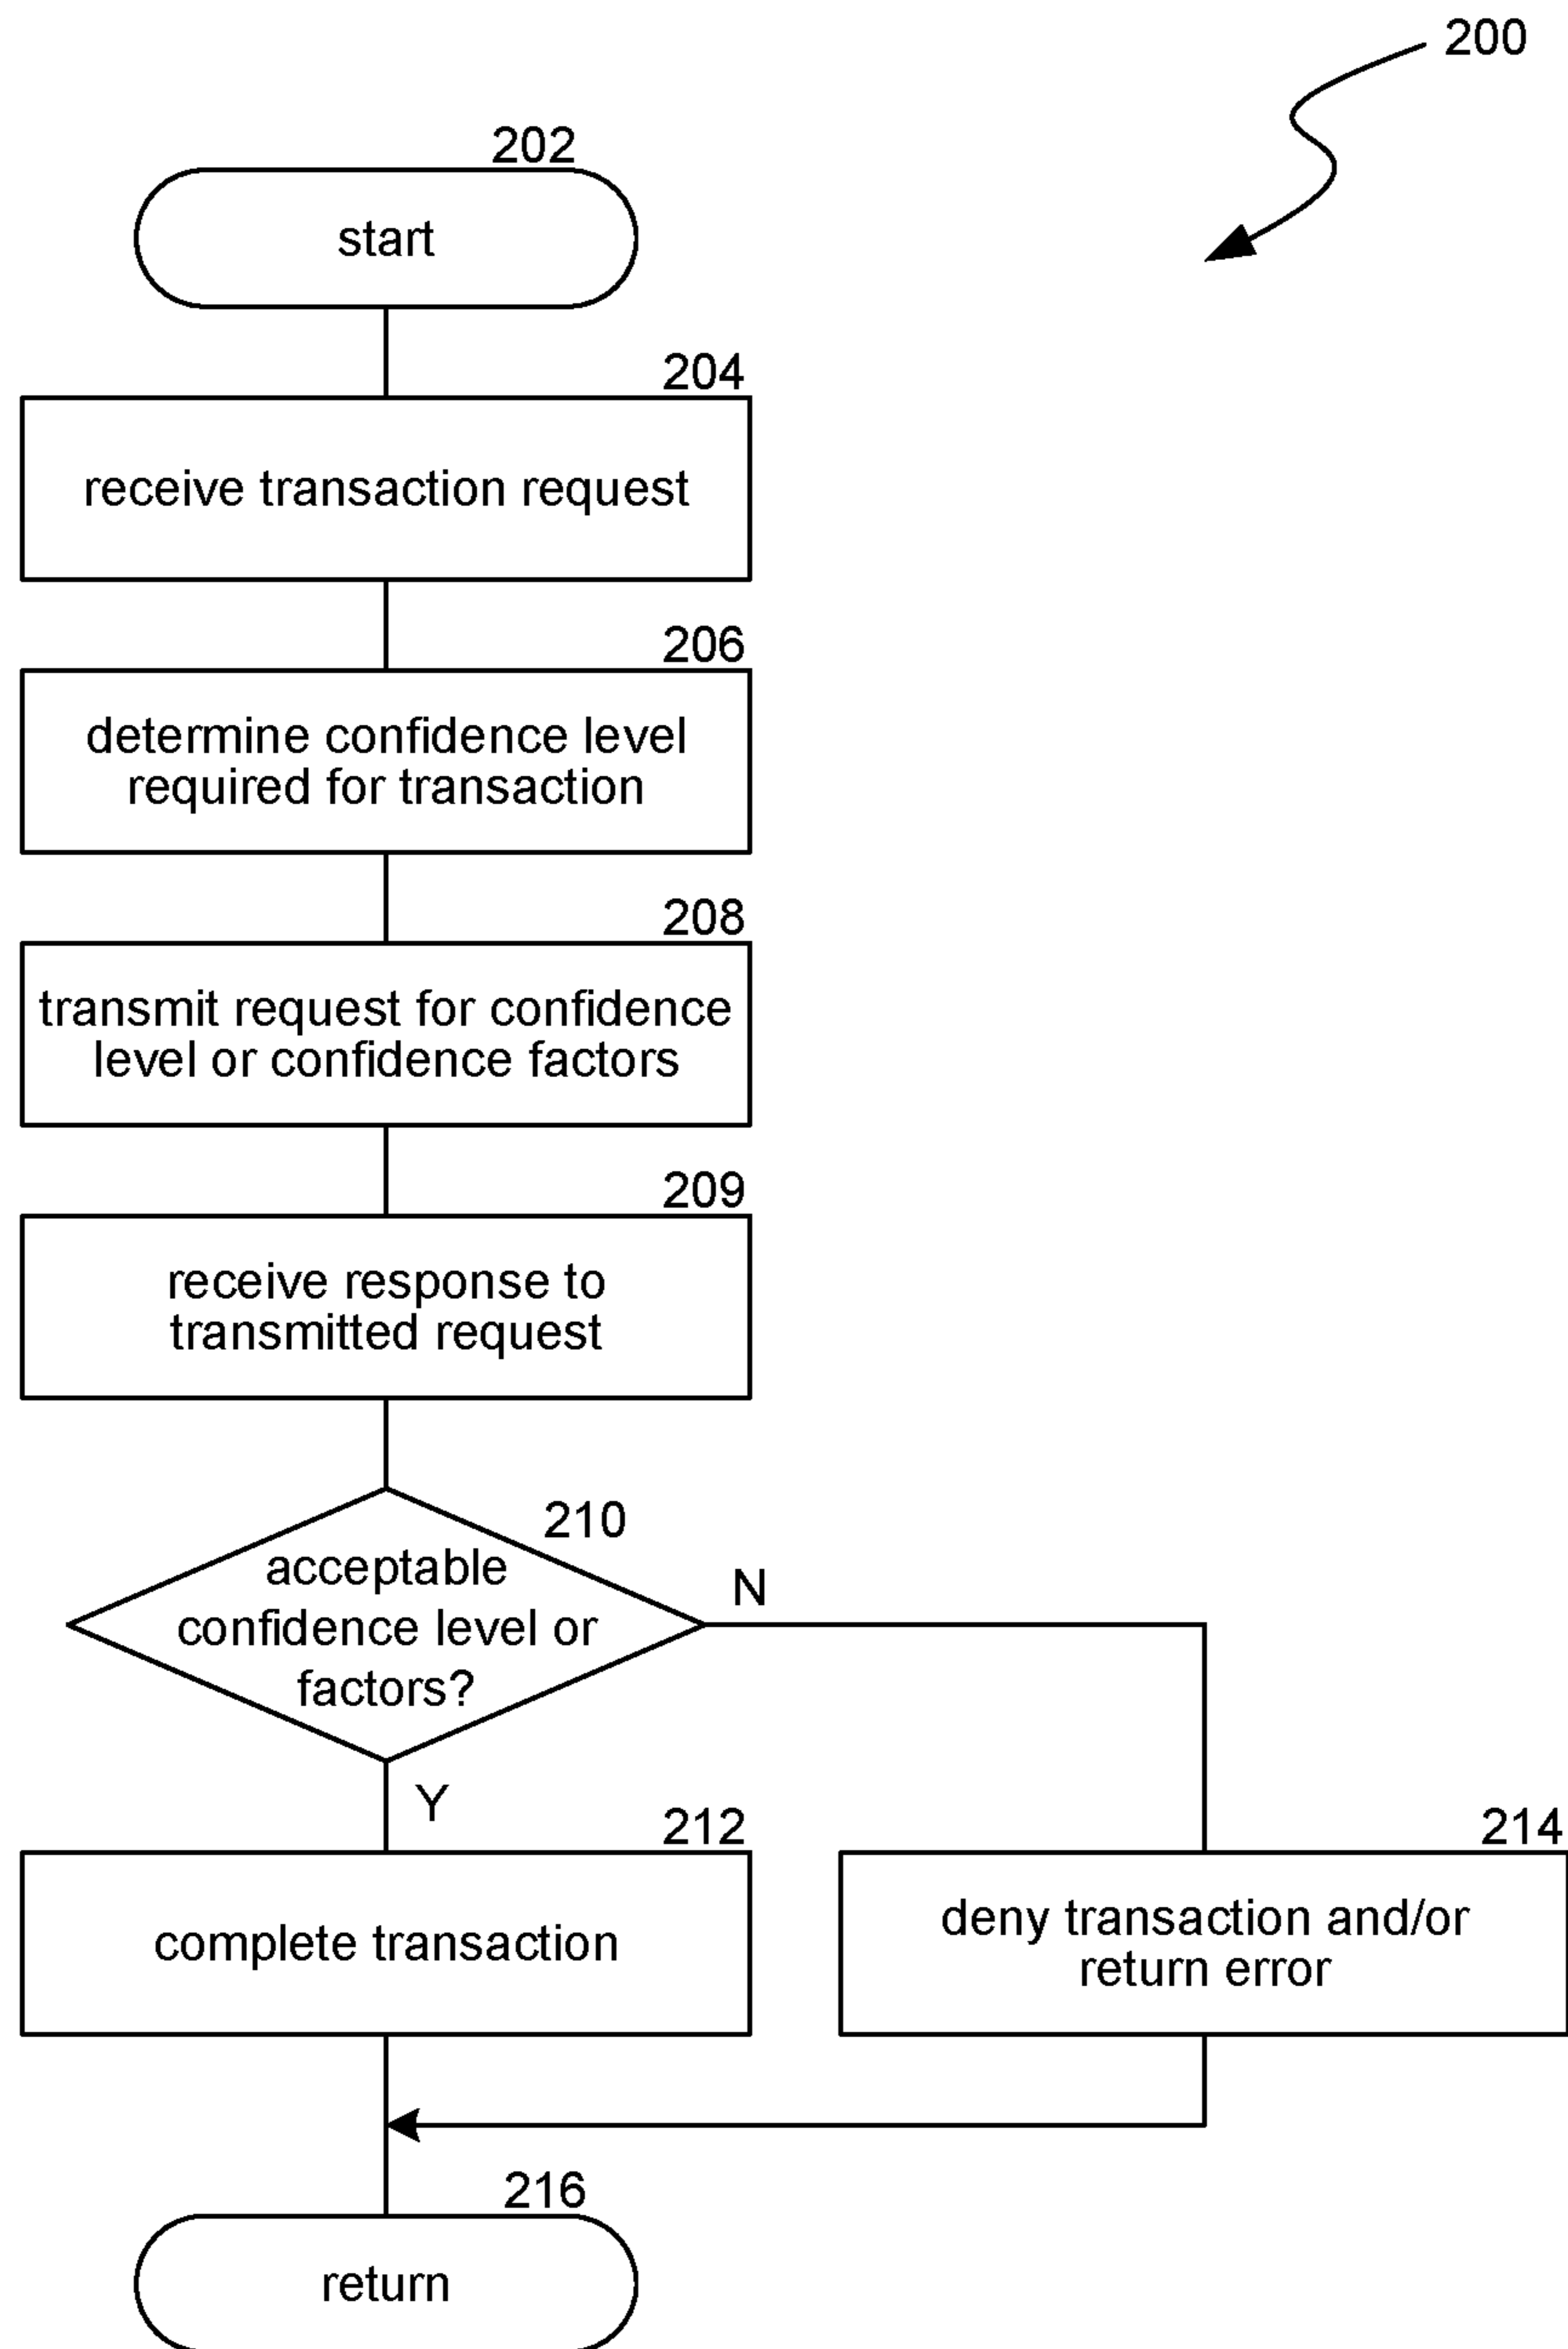 200
202
start
204
receive transaction request
206
determine confidence level
required for transaction
208
transmit request for confidence
level or confidence factors
209
receive response to
transmitted request
210
acceptable
confidence level or
factors?
N
Y
212
complete transaction
214
deny transaction and/or
return error
216
return